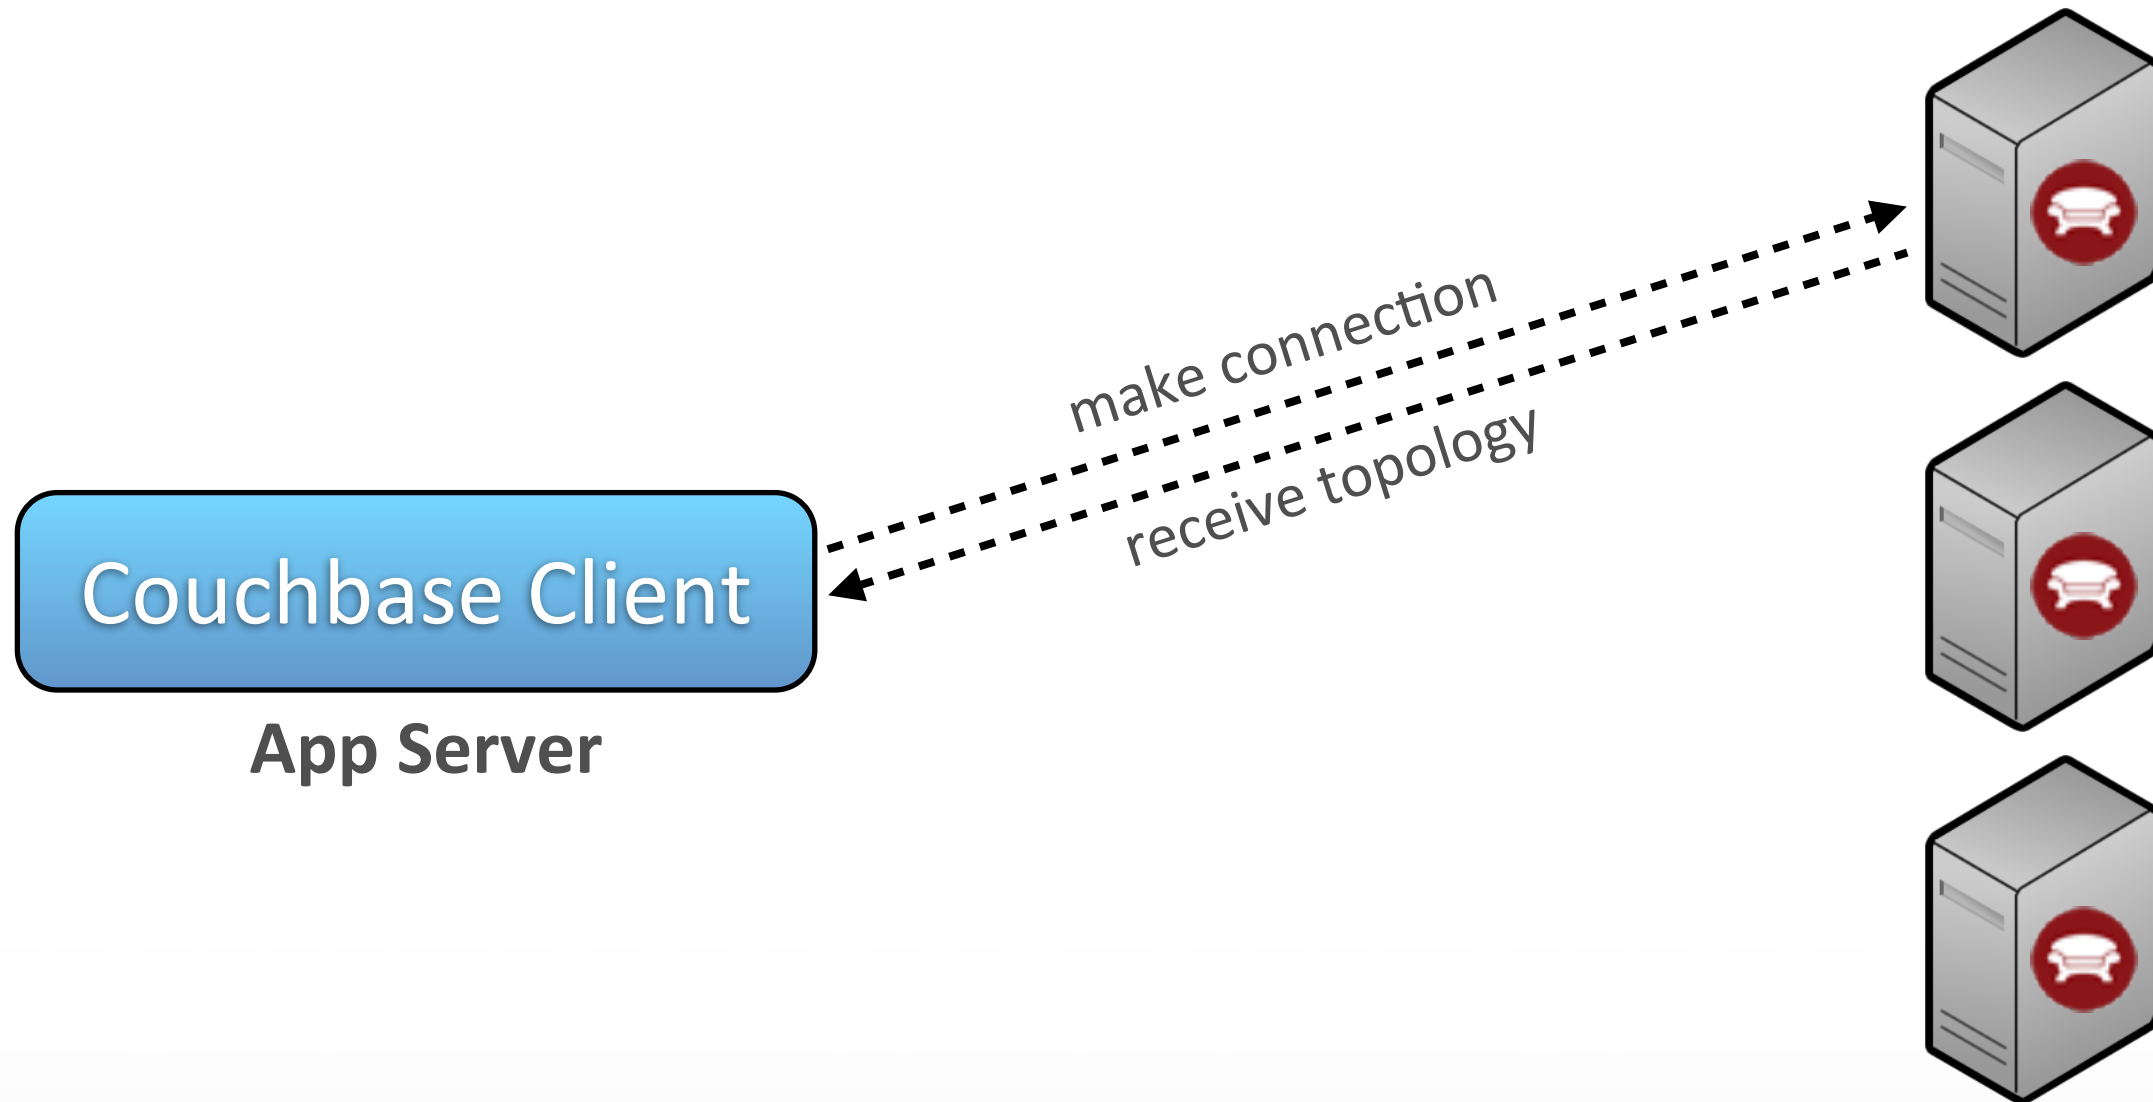 make connection
receive topology
Couchbase Client
App Server